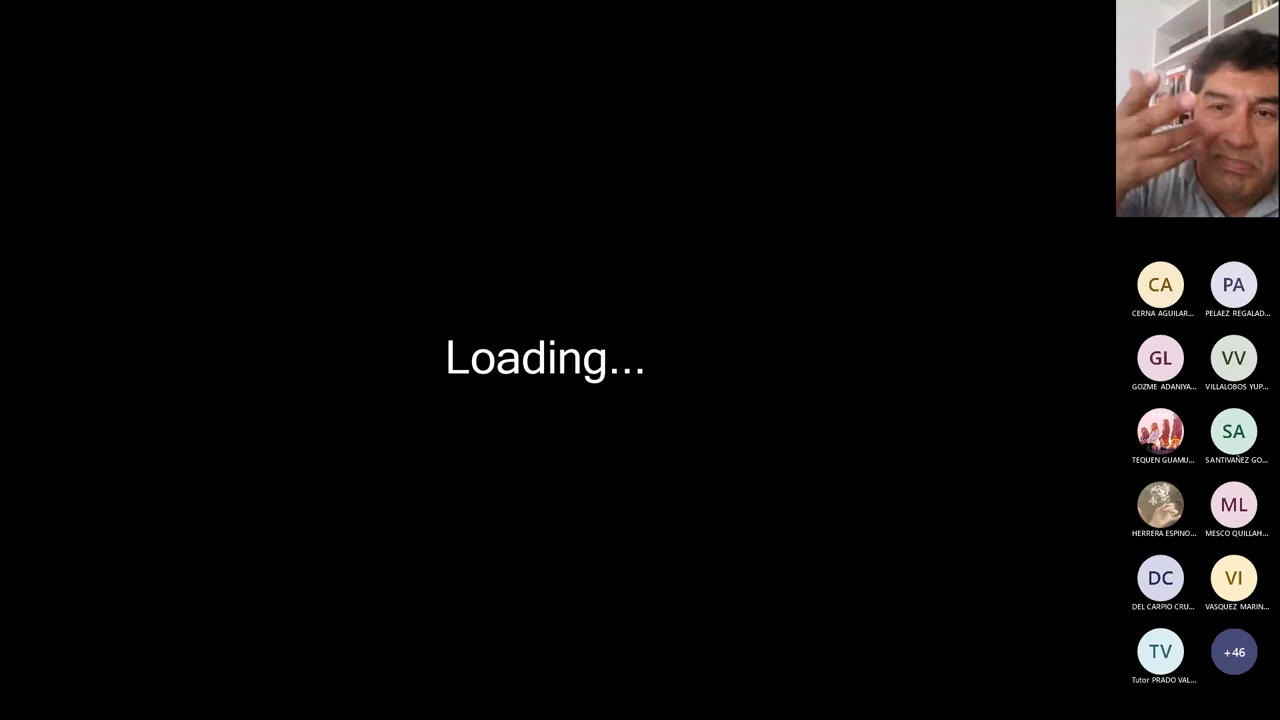 Loading...
CA PA
CERNA AGUILAR... PELAEZ REGALAD...
GL VV
GOZME ADANIYA... VILLALOBOS YUP...
SA
TEQUEN GUAMU... SANTIVAÑEZ GO...
ML
HERRERA ESPINO... MESCO QUILLAH...
DC VI
DEL CARPIO CRU... VASQUEZ MARIN...
TV +46
Tutor PRADO VAL...